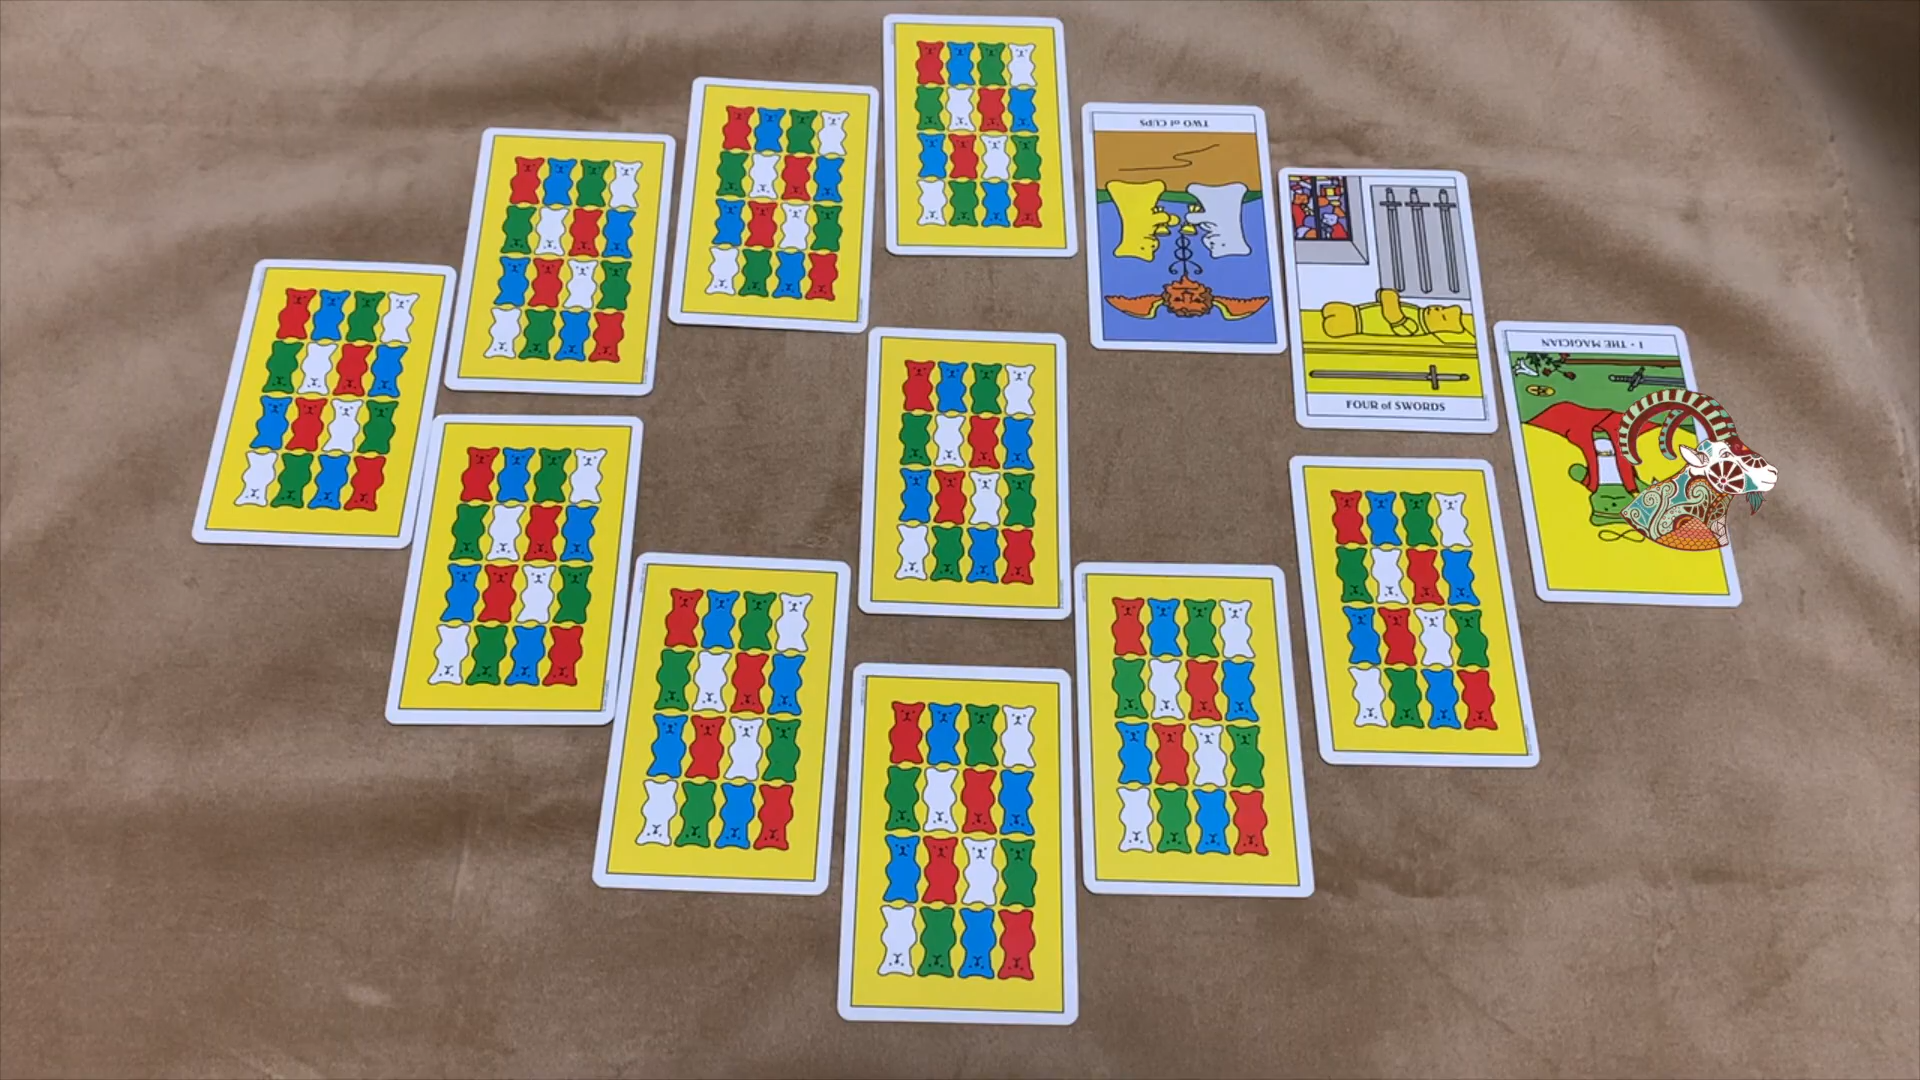 TWO of CUPS
FOUR of SWORDS
I • THE MAGICIAN